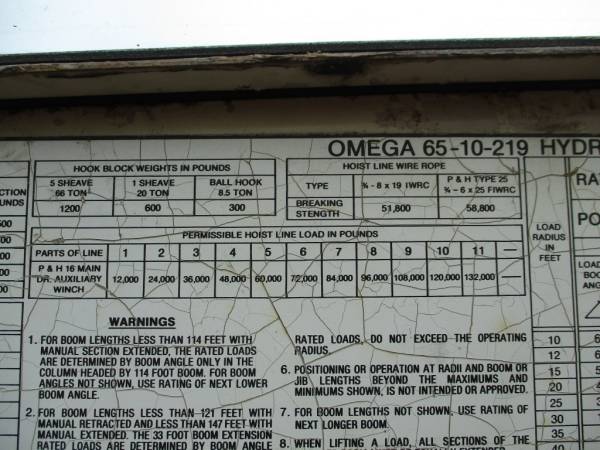 OMEGA 65-10-219 HYDR
HOOK BLOCK WEIGHTS IN POUNDS
5 SHEAVE 66 TON
1 SHEAVE 20 TON
BALL HOOK 8.5 TON
1200 600 300
HOIST LINE WIRE ROPE
TYPE
¾ - 8 x 19 IWRC
P & H TYPE 25 ¾ - 6 x 25 FIWRC
BREAKING STENGTH
51,800 58,800
PERMISSIBLE HOIST LINE LOAD IN POUNDS
PARTS OF LINE 1 2 3 4 5 6 7 8 9 10 11 —
P & H 16 MAIN DR. AUXILIARY WINCH
12,000 24,000 36,000 48,000 60,000 72,000 84,000 96,000 108,000 120,000 132,000 —
WARNINGS
1. FOR BOOM LENGTHS LESS THAN 114 FEET WITH
MANUAL SECTION EXTENDED, THE RATED LOADS
ARE DETERMINED BY BOOM ANGLE ONLY IN THE
COLUMN HEADED BY 114 FOOT BOOM. FOR BOOM
ANGLES NOT SHOWN, USE RATING OF NEXT LOWER
BOOM ANGLE.
2. FOR BOOM LENGTHS LESS THAN 121 FEET WITH
MANUAL RETRACTED AND LESS THAN 147 FEET WITH
MANUAL EXTENDED. THE 33 FOOT BOOM EXTENSION
RATED LOADS ARE DETERMINED BY BOOM ANGLE
RATED LOADS, DO NOT EXCEED THE OPERATING
RADIUS.
6. POSITIONING OR OPERATION AT RADII AND BOOM OR
JIB LENGTHS BEYOND THE MAXIMUMS AND
MINIMUMS SHOWN, IS NOT INTENDED OR APPROVED.
7. FOR BOOM LENGTHS NOT SHOWN, USE RATING OF
NEXT LONGER BOOM.
8. WHEN LIFTING A LOAD, ALL SECTIONS OF THE
LOAD
RADIUS
IN
FEET
10
12
15
20
25
30
35
40